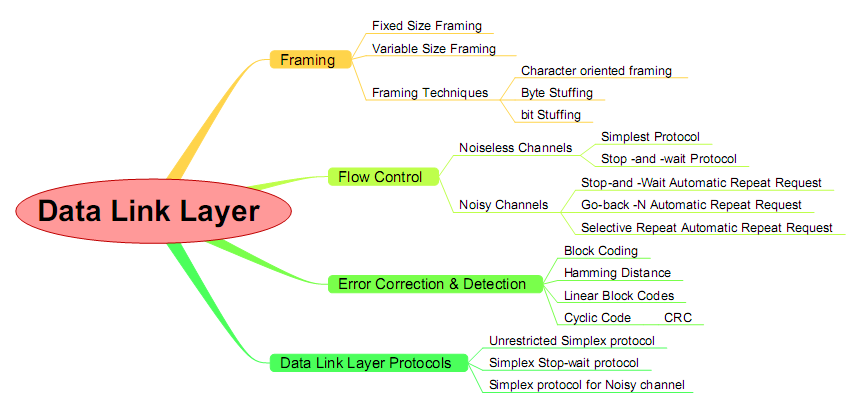 Data Link Layer
Framing
Fixed Size Framing
Variable Size Framing
Framing Techniques
Character oriented framing
Byte Stuffing
bit Stuffing
Flow Control
Noiseless Channels
Simplest Protocol
Stop -and -wait Protocol
Noisy Channels
Stop-and -Wait Automatic Repeat Request
Go-back -N Automatic Repeat Request
Selective Repeat Automatic Repeat Request
Error Correction & Detection
Block Coding
Hamming Distance
Linear Block Codes
Cyclic Code CRC
Data Link Layer Protocols
Unrestricted Simplex protocol
Simplex Stop-wait protocol
Simplex protocol for Noisy channel